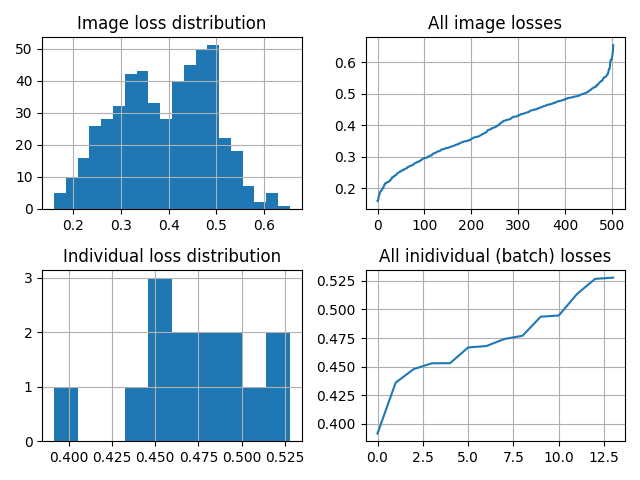 Image loss distribution
50
40
30
20
10
0
0.2 0.3 0.4 0.5 0.6
All image losses
0.6
0.5
0.4
0.3
0.2
0 100 200 300 400 500
Individual loss distribution
3
2
1
0
0.400 0.425 0.450 0.475 0.500 0.525
All inidividual (batch) losses
0.525
0.500
0.475
0.450
0.425
0.400
0.0 2.5 5.0 7.5 10.0 12.5